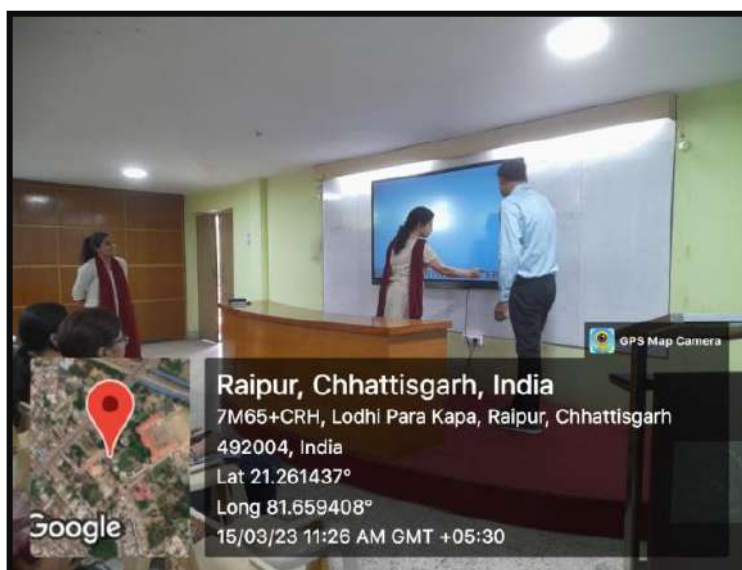 GPS Map Camera
Raipur, Chhattisgarh, India
7M65+CRH, Lodhi Para Kapa, Raipur, Chhattisgarh
492004, India
Lat 21.261437°
Long 81.659408°
15/03/23 11:26 AM GMT +05:30
Google